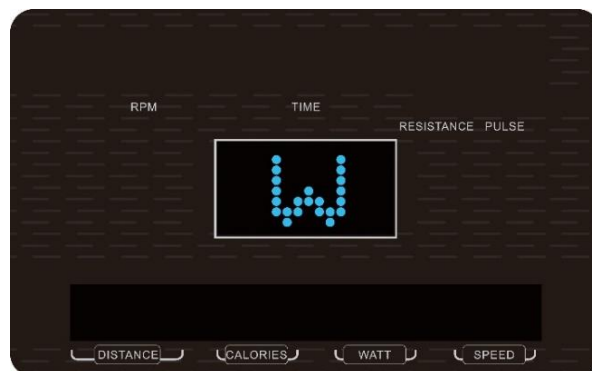 RPM TIME
RESISTANCE PULSE
W
DISTANCE CALORIES WATT SPEED